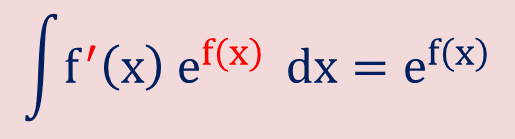 ∫f′(x) e^{f(x)} dx = e^{f(x)}